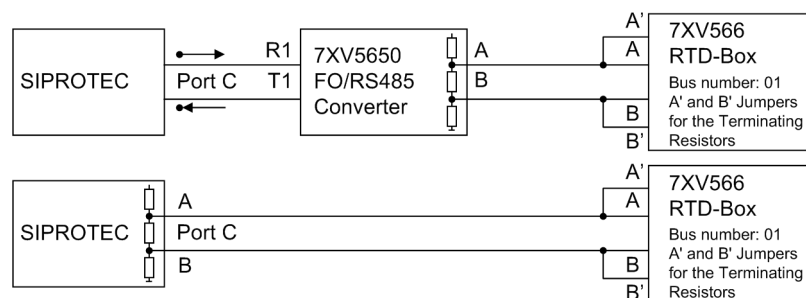 SIPROTEC
Port C
R1
T1
7XV5650
FO/RS485
Converter
A
B
A'
A
B
B'
7XV566
RTD-Box
Bus number: 01
A' and B' Jumpers
for the Terminating
Resistors
SIPROTEC
A
Port C
B
A'
A
B
B'
7XV566
RTD-Box
Bus number: 01
A' and B' Jumpers
for the Terminating
Resistors